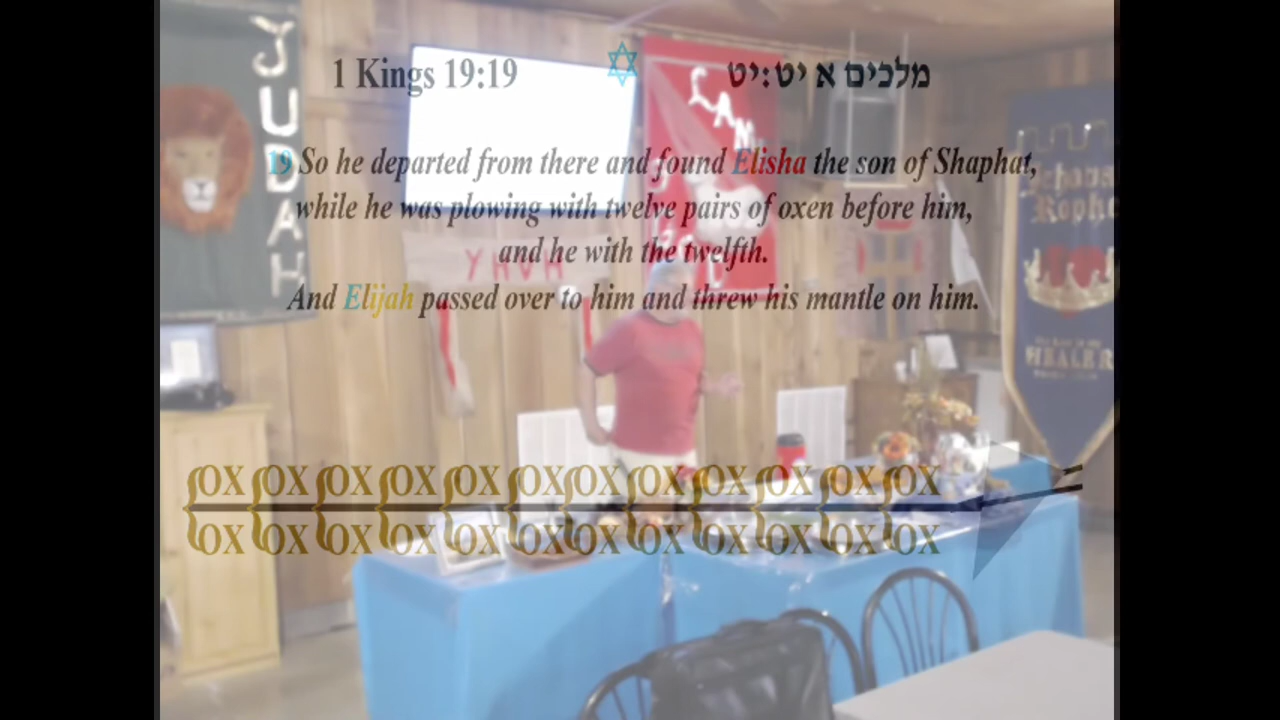 1 Kings 19:19
מלכים א יט:יט
19 So he departed from there and found Elisha the son of Shaphat,
while he was plowing with twelve pairs of oxen before him,
and he with the twelfth.
And Elijah passed over to him and threw his mantle on him.
OX OX OX OX OX OX OX OX OX OX OX OX
OX OX OX OX OX OX OX OX OX OX OX OX
JUDAH
LAMB
YHVH
HEALER